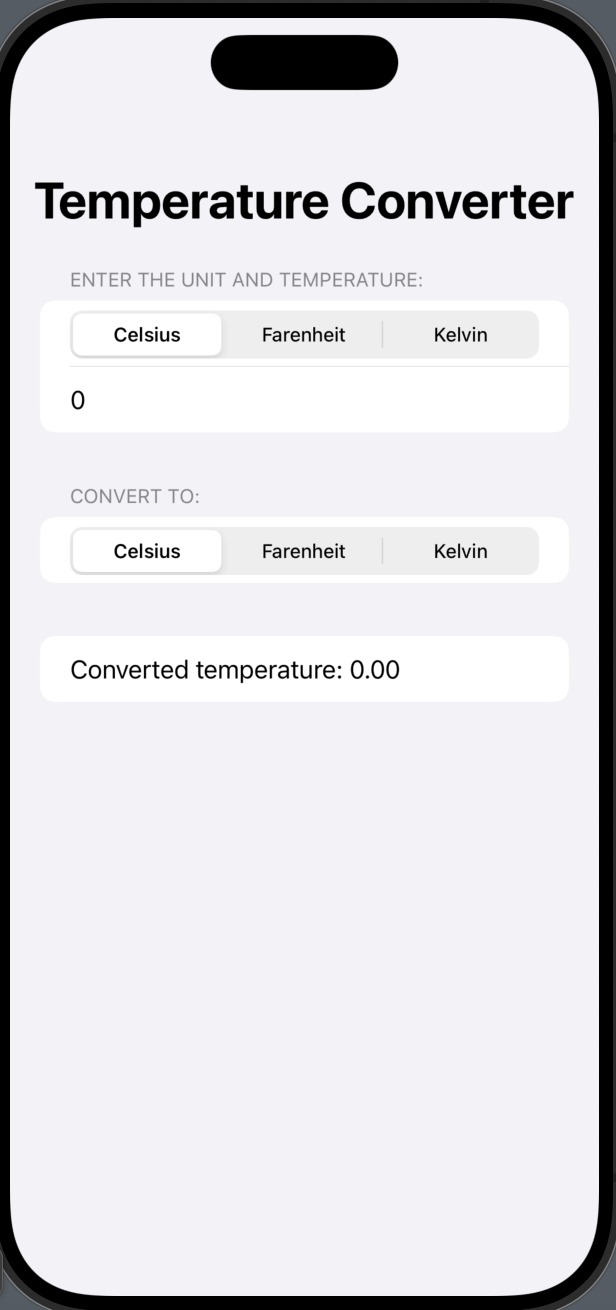 Temperature Converter
ENTER THE UNIT AND TEMPERATURE:
Celsius Farenheit Kelvin
0
CONVERT TO:
Celsius Farenheit Kelvin
Converted temperature: 0.00